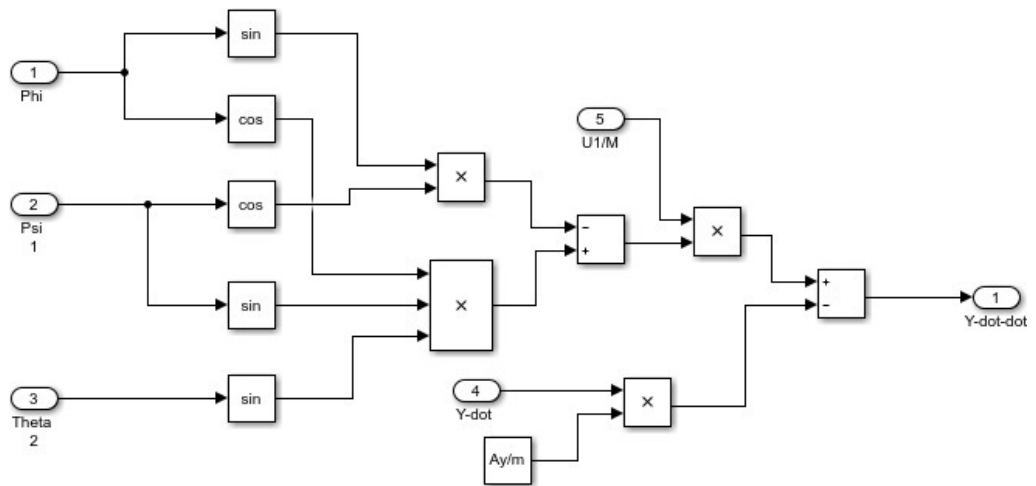 sin
1
Phi
cos
5
U1/M
×
2
Psi
1
cos
−
+
×
sin
×
+
−
1
Y-dot-dot
3
Theta
2
sin
4
Y-dot
×
Ay/m